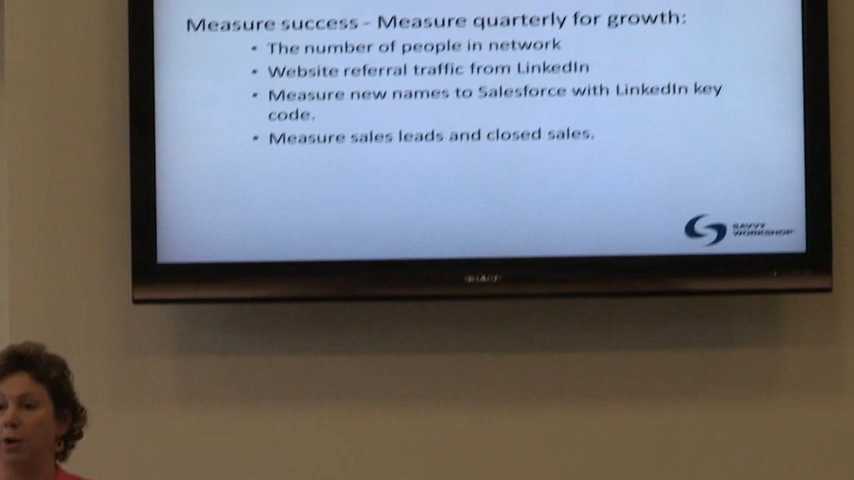 Measure success - Measure quarterly for growth:
• The number of people in network
• Website referral traffic from LinkedIn
• Measure new names to Salesforce with LinkedIn key
code.
• Measure sales leads and closed sales.
SAVVY
WORKSHOP
SHARP